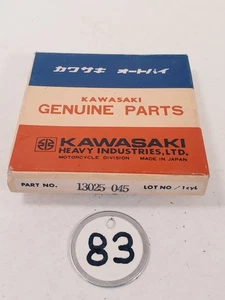 カワサキ オートバイ
KAWASAKI
GENUINE PARTS
KAWASAKI
HEAVY INDUSTRIES, LTD.
MOTORCYCLE DIVISION MADE IN JAPAN
PART NO. 13025 045 LOT NO/1cyl
83